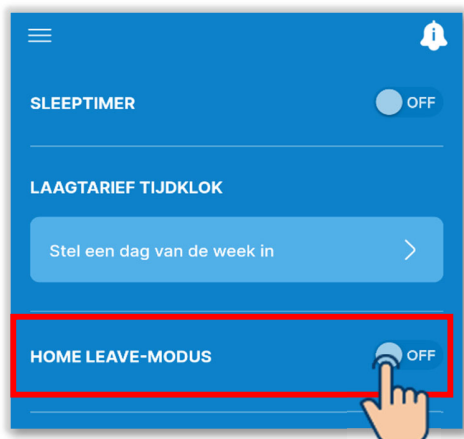 SLEEPTIMER
OFF
LAAGTARIEF TIJDKLOK
Stel een dag van de week in
HOME LEAVE-MODUS
OFF